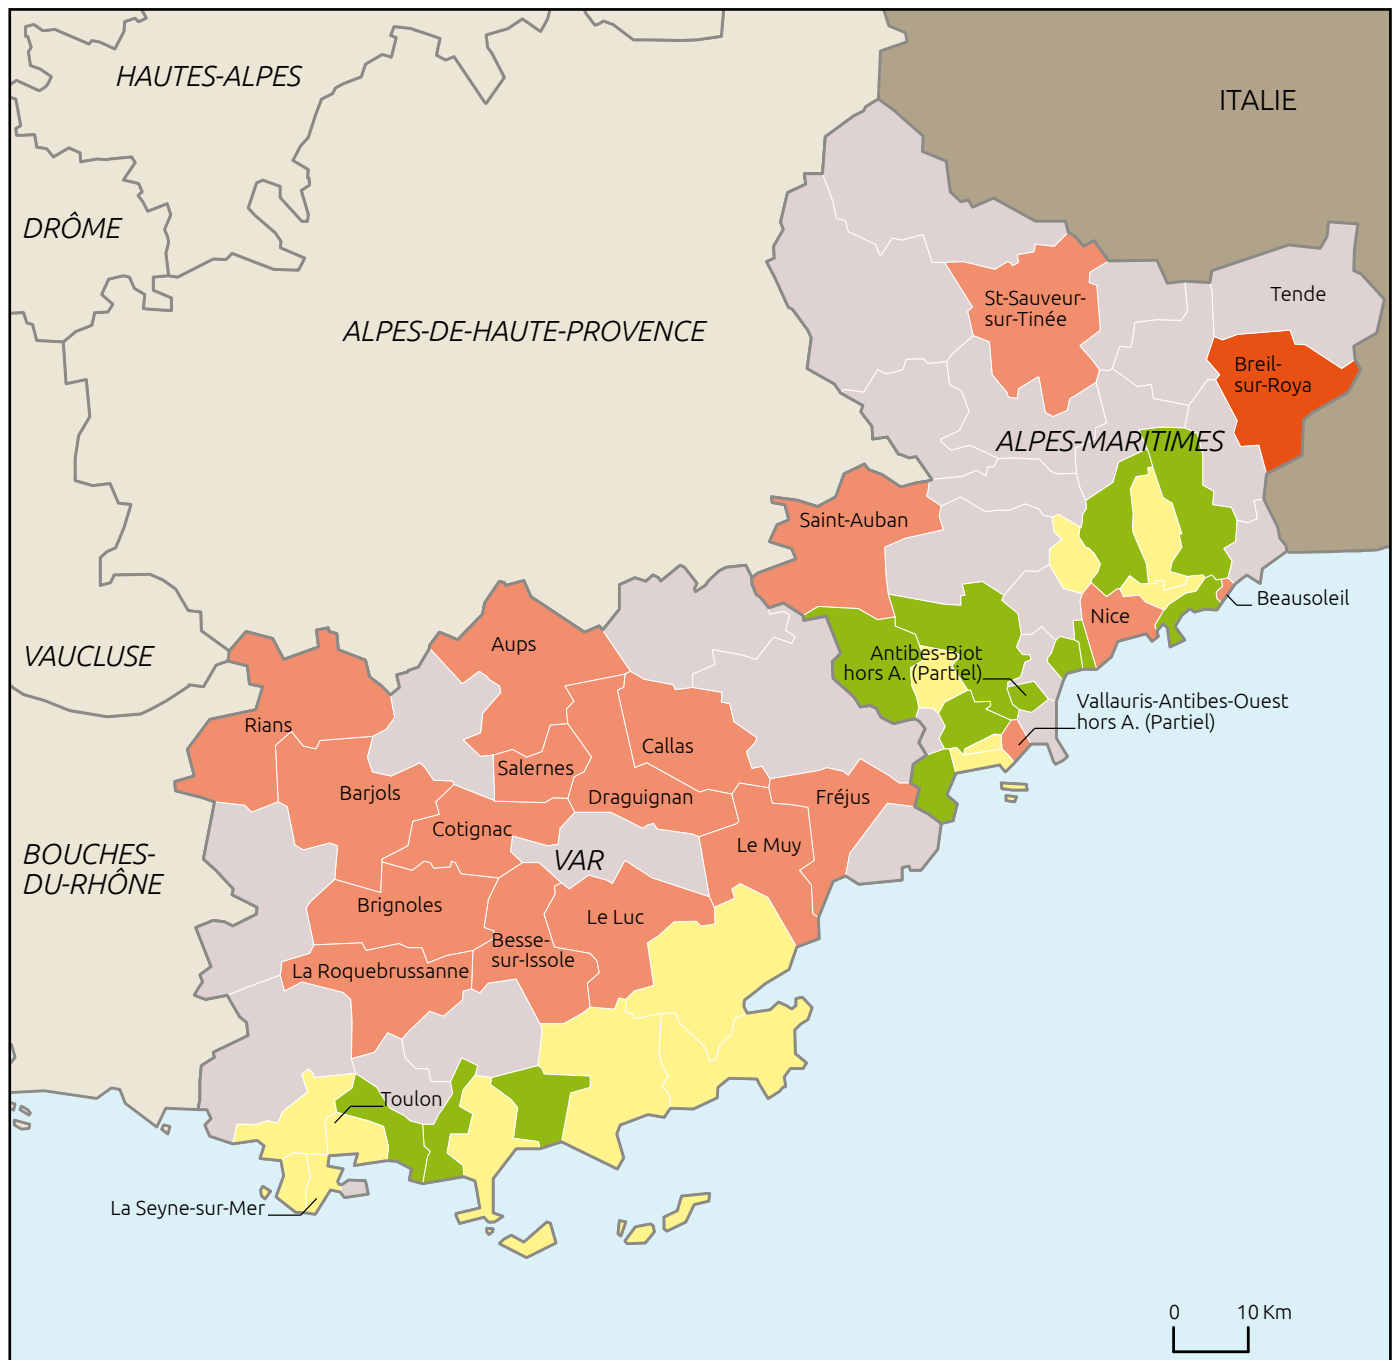 HAUTES-ALPES
ITALIE
DRÔME
Tende
St-Sauveur-
sur-Tinée
ALPES-DE-HAUTE-PROVENCE
Breil-
sur-Roya
ALPES-MARITIMES
Saint-Auban
Beausoleil
Nice
Aups
VAUCLUSE
Antibes-Biot
hors A. (Partiel)
Vallauris-Antibes-Ouest
hors A. (Partiel)
Rians
Callas
Salernes
Barjols
Draguignan
Fréjus
Cotignac
Le Muy
BOUCHES-
DU-RHÔNE
VAR
Brignoles
Le Luc
Besse-
sur-Issole
La Roquebrussanne
Toulon
La Seyne-sur-Mer
0 10 Km